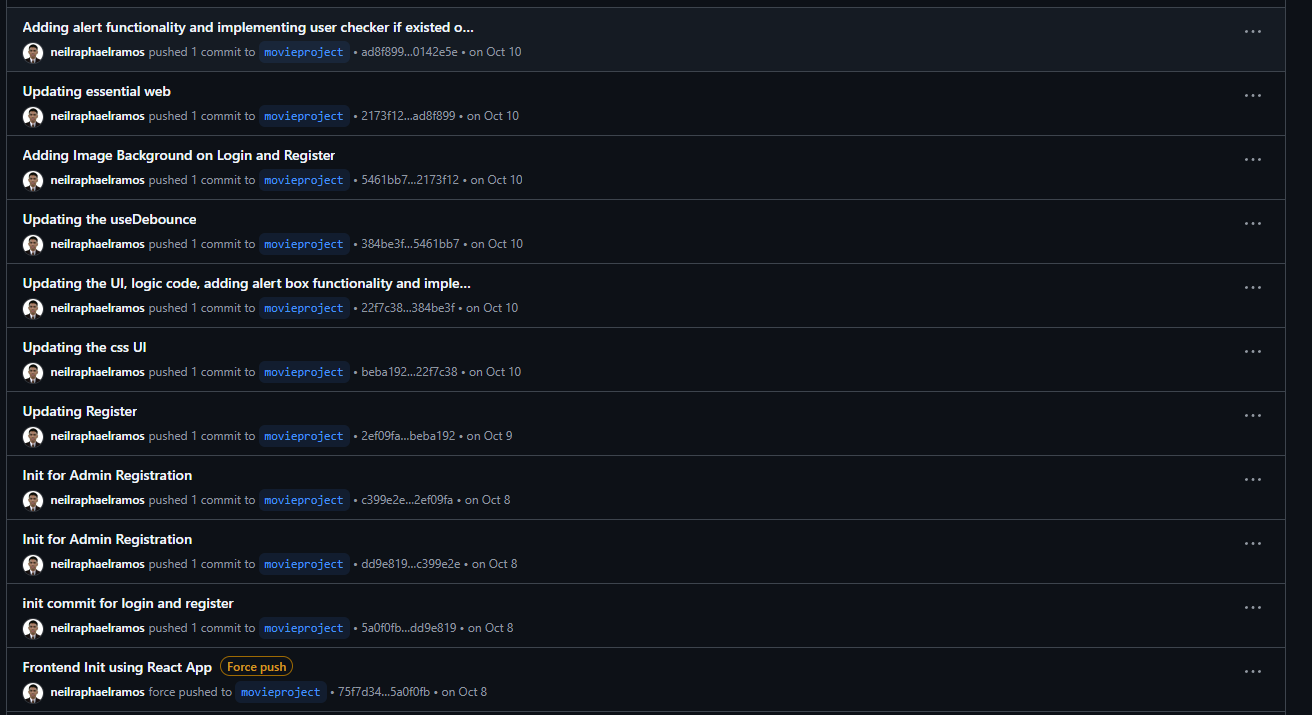 Adding alert functionality and implementing user checker if existed o...
neilraphaelramos pushed 1 commit to movieproject • ad8f899...0142e5e • on Oct 10
Updating essential web
neilraphaelramos pushed 1 commit to movieproject • 2173f12...ad8f899 • on Oct 10
Adding Image Background on Login and Register
neilraphaelramos pushed 1 commit to movieproject • 5461bb7...2173f12 • on Oct 10
Updating the useDebounce
neilraphaelramos pushed 1 commit to movieproject • 384be3f...5461bb7 • on Oct 10
Updating the UI, logic code, adding alert box functionality and imple...
neilraphaelramos pushed 1 commit to movieproject • 22f7c38...384be3f • on Oct 10
Updating the css UI
neilraphaelramos pushed 1 commit to movieproject • beba192...22f7c38 • on Oct 10
Updating Register
neilraphaelramos pushed 1 commit to movieproject • 2ef09fa...beba192 • on Oct 9
Init for Admin Registration
neilraphaelramos pushed 1 commit to movieproject • c399e2e...2ef09fa • on Oct 8
Init for Admin Registration
neilraphaelramos pushed 1 commit to movieproject • dd9e819...c399e2e • on Oct 8
init commit for login and register
neilraphaelramos pushed 1 commit to movieproject • 5a0f0fb...dd9e819 • on Oct 8
Frontend Init using React App Force push
neilraphaelramos force pushed to movieproject • 75f7d34...5a0f0fb • on Oct 8